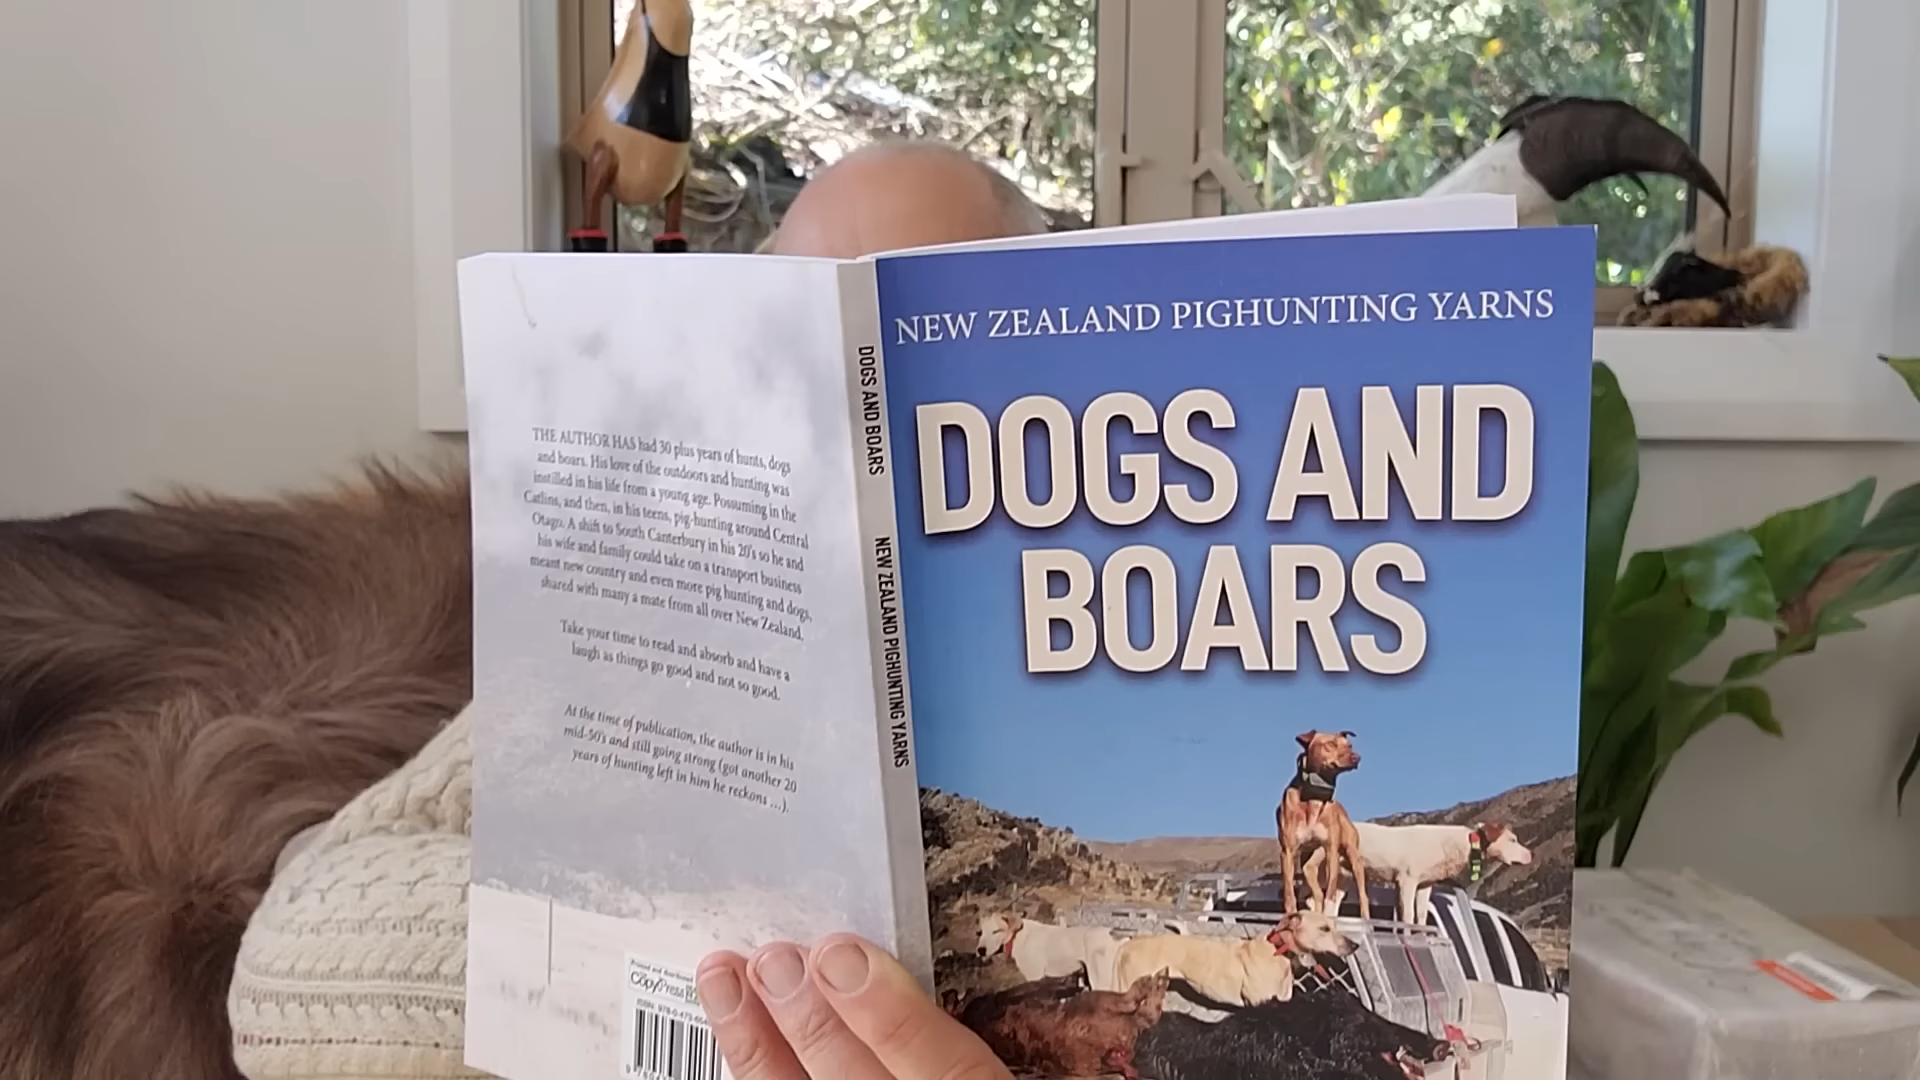 THE AUTHOR HAS had 30 plus years of hunts, dogs
and boars. His love of the outdoors and hunting was
instilled in his life from a young age. Possuming in the
Catlins, and then, in his teens, pig-hunting around Central
Otago. A shift to South Canterbury in his 20's so he and
his wife and family could take on a transport business
meant new country and even more pig hunting and dogs,
shared with many a mate from all over New Zealand.
Take your time to read and absorb and have a
laugh as things go good and not so good.
At the time of publication, the author is in his
mid-50's and still going strong (got another 20
years of hunting left in him he reckons ...).
Printed and distributed
CopyPress
ISBN: 978-0-473-
DOGS AND BOARS
NEW ZEALAND PIGHUNTING YARNS
NEW ZEALAND PIGHUNTING YARNS
DOGS AND
BOARS